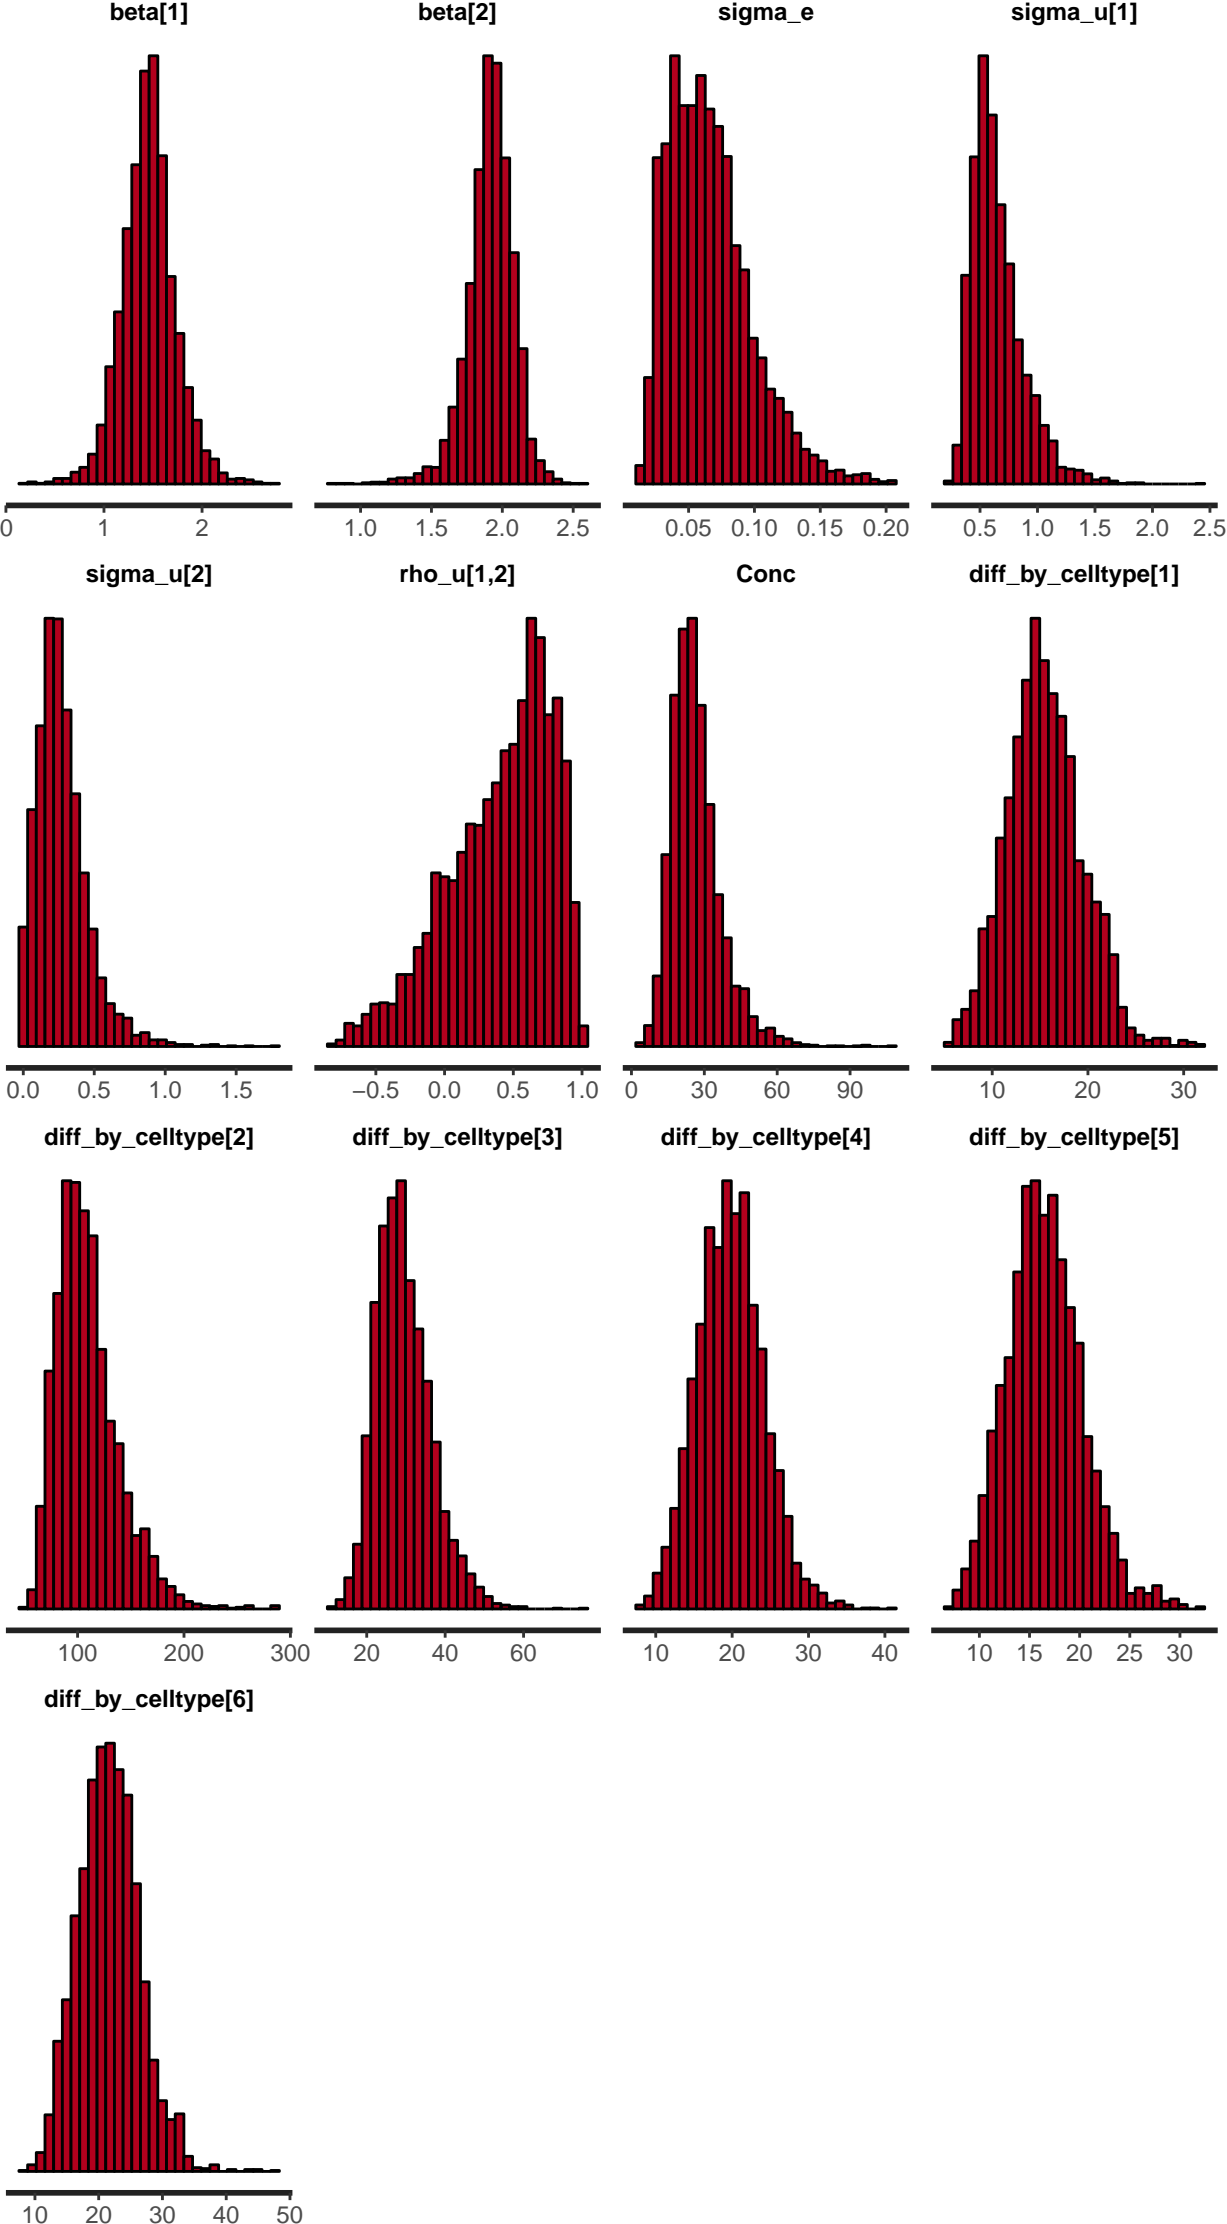 beta[1] beta[2] sigma_e sigma_u[1]
0 1 2 1.0 1.5 2.0 2.5 0.05 0.10 0.15 0.20 0.5 1.0 1.5 2.0 2.5
sigma_u[2] rho_u[1,2] Conc diff_by_celltype[1]
0.0 0.5 1.0 1.5 −0.5 0.0 0.5 1.0 0 30 60 90 10 20 30
diff_by_celltype[2] diff_by_celltype[3] diff_by_celltype[4] diff_by_celltype[5]
100 200 300 20 40 60 10 20 30 40 10 15 20 25 30
diff_by_celltype[6]
10 20 30 40 50